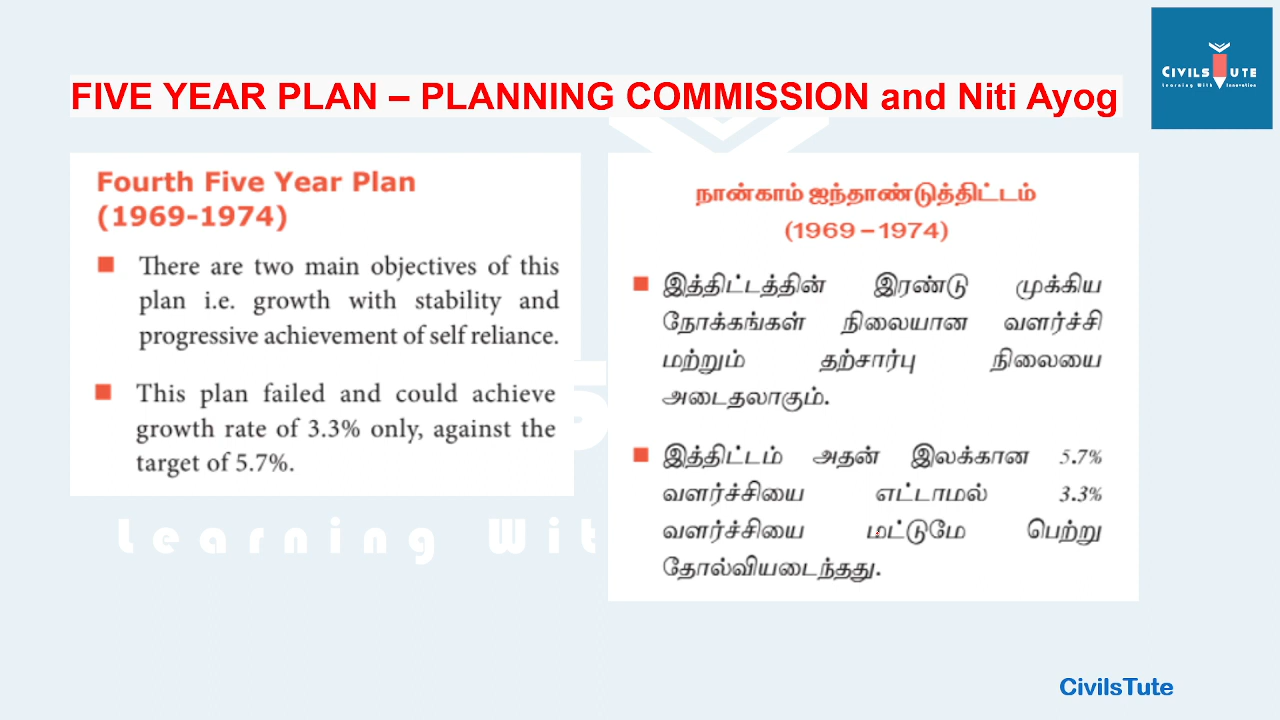 CIVILSTUTE
Learning With Innovation
FIVE YEAR PLAN – PLANNING COMMISSION and Niti Ayog
Fourth Five Year Plan
(1969-1974)
There are two main objectives of this
plan i.e. growth with stability and
progressive achievement of self reliance.
This plan failed and could achieve
growth rate of 3.3% only, against the
target of 5.7%.
நான்காம் ஐந்தாண்டுத்திட்டம்
(1969 – 1974)
இத்திட்டத்தின் இரண்டு முக்கிய
நோக்கங்கள் நிலையான வளர்ச்சி
மற்றும் தற்சார்பு நிலையை
அடைதலாகும்.
இத்திட்டம் அதன் இலக்கான 5.7%
வளர்ச்சியை எட்டாமல் 3.3%
வளர்ச்சியை மட்டுமே பெற்று
தோல்வியடைந்தது.
Learning Wit
CivilsTute